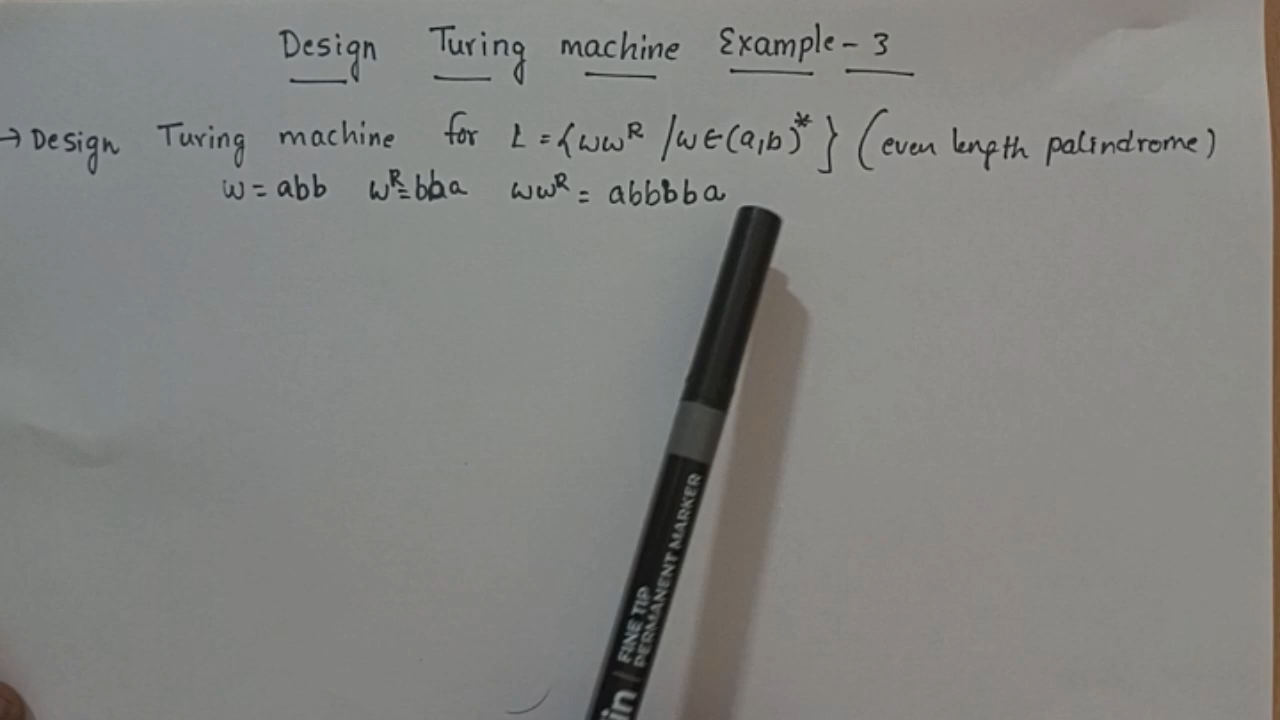 Design Turing machine Example - 3
→ Design Turing machine for L = {wwᴿ / w ∈ (a,b)*} (even length palindrome)
w = abb wᴿ = bba wwᴿ = abbbba
FINE TIP
PERMANENT MARKER
in